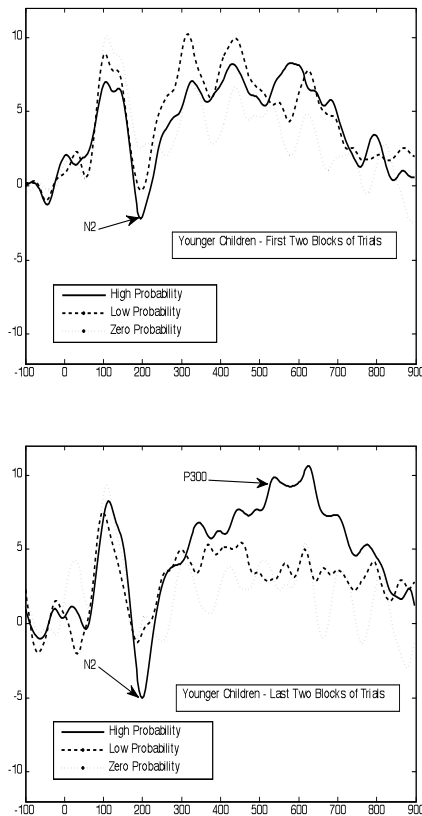 10
5
0
-5
-10
N2
Younger Children - First Two Blocks of Trials
High Probability
Low Probability
Zero Probability
-100 0 100 200 300 400 500 600 700 800 900
10
5
0
-5
-10
P300
N2
Younger Children - Last Two Blocks of Trials
High Probability
Low Probability
Zero Probability
-100 0 100 200 300 400 500 600 700 800 900